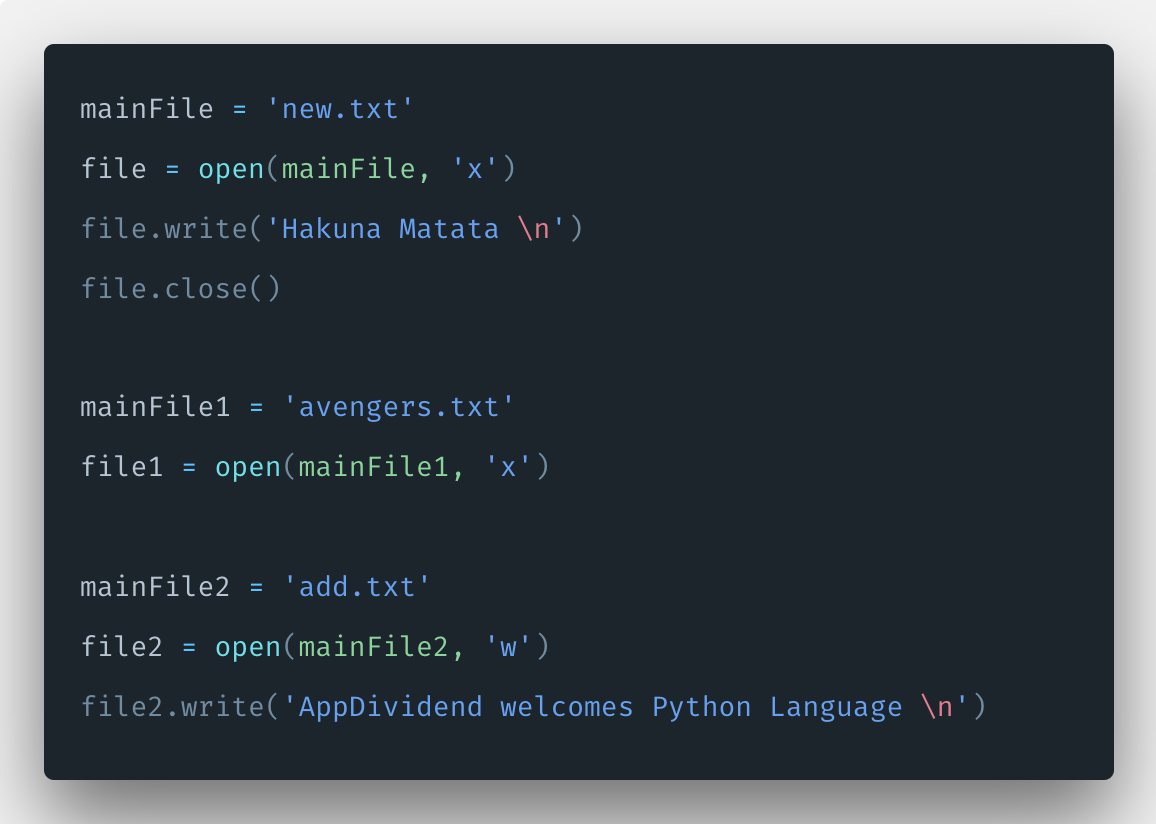 mainFile = 'new.txt'
file = open(mainFile, 'x')
file.write('Hakuna Matata \n')
file.close()
mainFile1 = 'avengers.txt'
file1 = open(mainFile1, 'x')
mainFile2 = 'add.txt'
file2 = open(mainFile2, 'w')
file2.write('AppDividend welcomes Python Language \n')